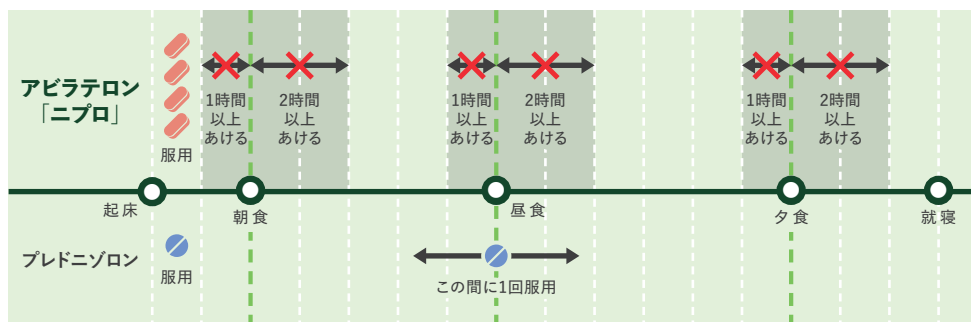 アビラテロン
「ニプロ」
服用
1時間
以上
あける
2時間
以上
あける
1時間
以上
あける
2時間
以上
あける
1時間
以上
あける
2時間
以上
あける
起床
朝食
昼食
夕食
就寝
プレドニゾロン
服用
この間に1回服用